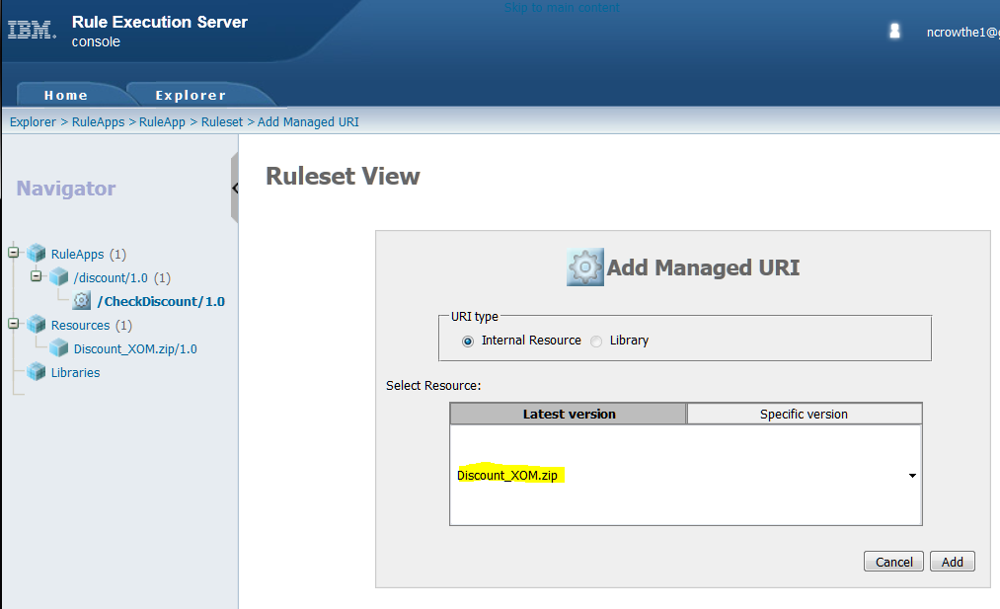 Skip to main content
IBM.
Rule Execution Server
console
ncrowthe1@
Home
Explorer
Explorer > RuleApps > RuleApp > Ruleset > Add Managed URI
Navigator
RuleApps (1)
/discount/1.0 (1)
/CheckDiscount/1.0
Resources (1)
Discount_XOM.zip/1.0
Libraries
Ruleset View
Add Managed URI
URI type
Internal Resource
Library
Select Resource:
Latest version
Specific version
Discount_XOM.zip
Cancel
Add